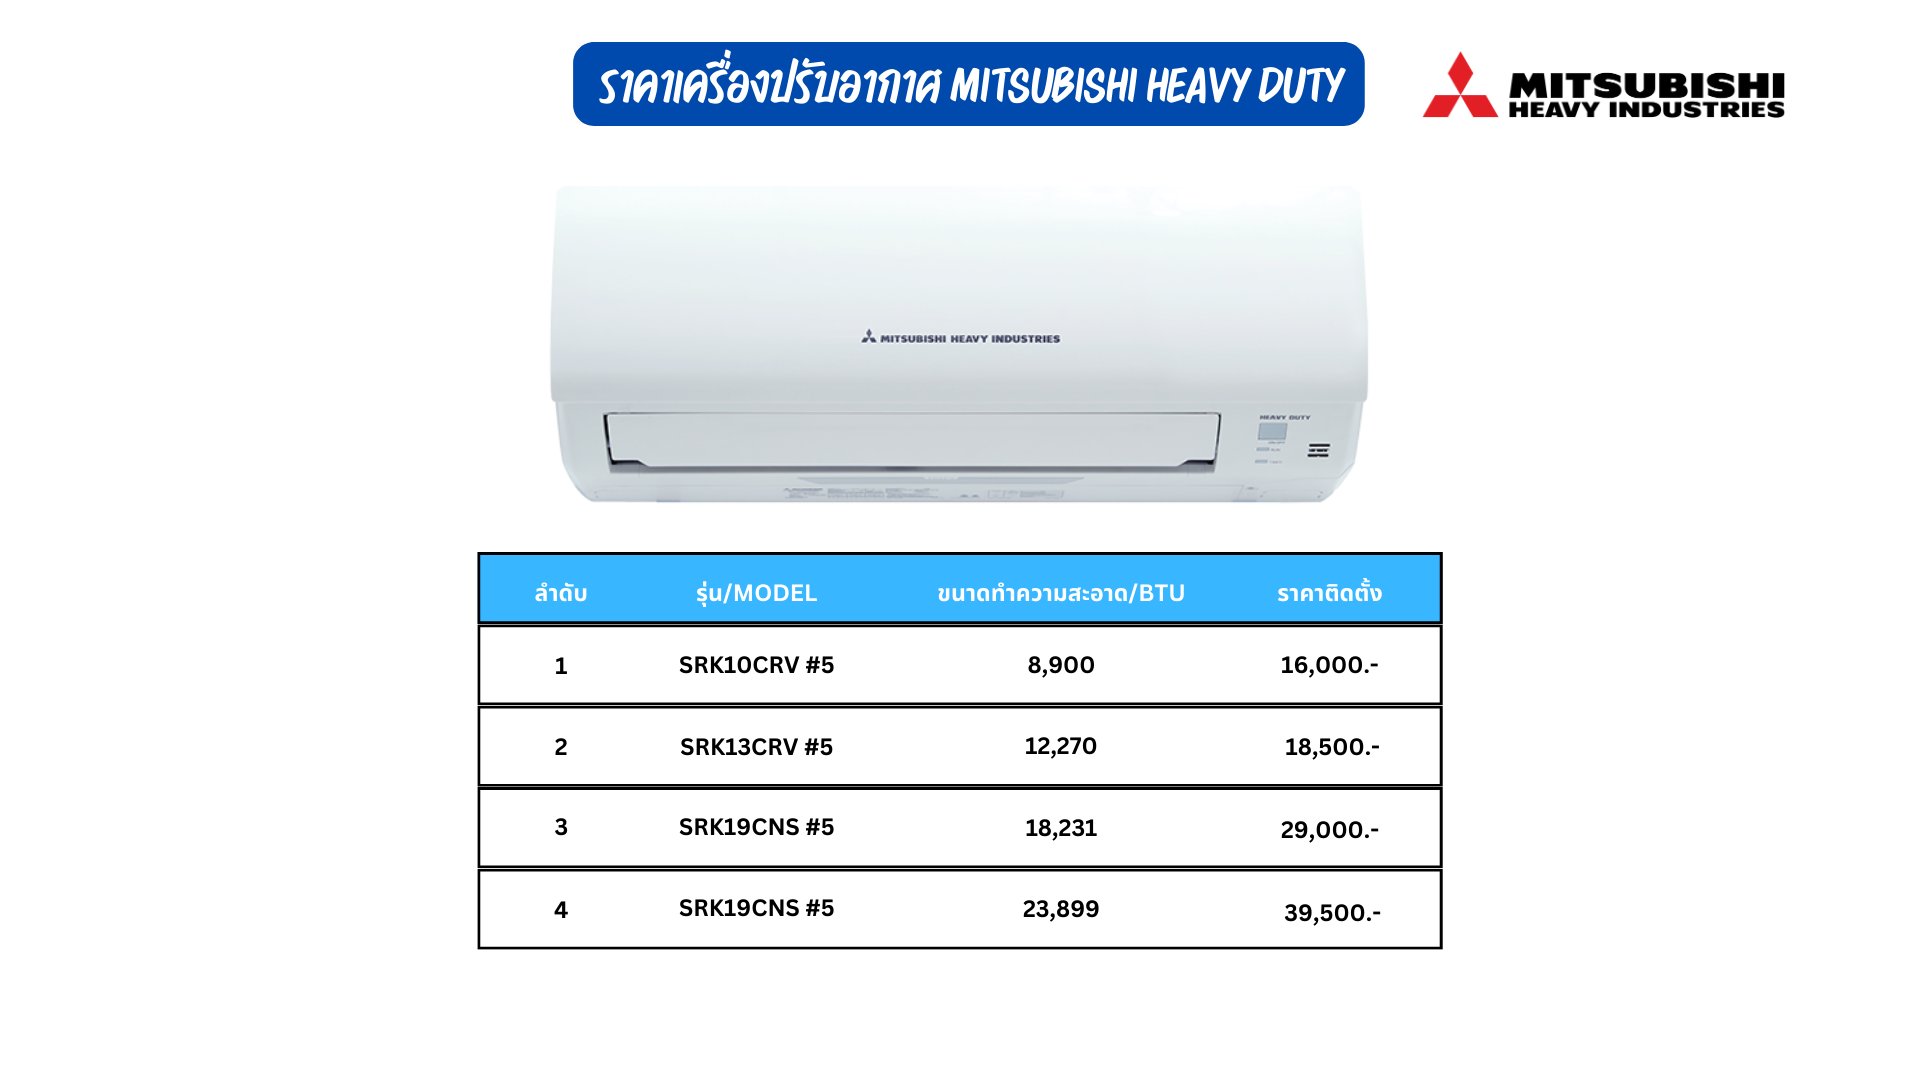 ราคาเครื่องปรับอากาศ MITSUBISHI HEAVY DUTY
MITSUBISHI
HEAVY INDUSTRIES
MITSUBISHI HEAVY INDUSTRIES
HEAVY DUTY
ลำดับ รุ่น/MODEL ขนาดทำความสะอาด/BTU ราคาติดตั้ง
1 SRK10CRV #5 8,900 16,000.-
2 SRK13CRV #5 12,270 18,500.-
3 SRK19CNS #5 18,231 29,000.-
4 SRK19CNS #5 23,899 39,500.-